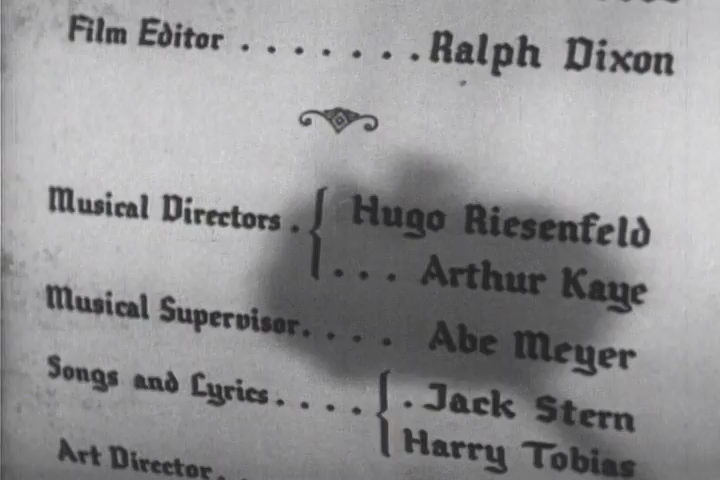 Film Editor . . . . . . . Ralph Dixon
Musical Directors . { Hugo Riesenfeld
. . . Arthur Kaye
Musical Supervisor. . . . Abe Meyer
Songs and Lyrics . . . . { . Jack Stern
Harry Tobias
Art Director. .